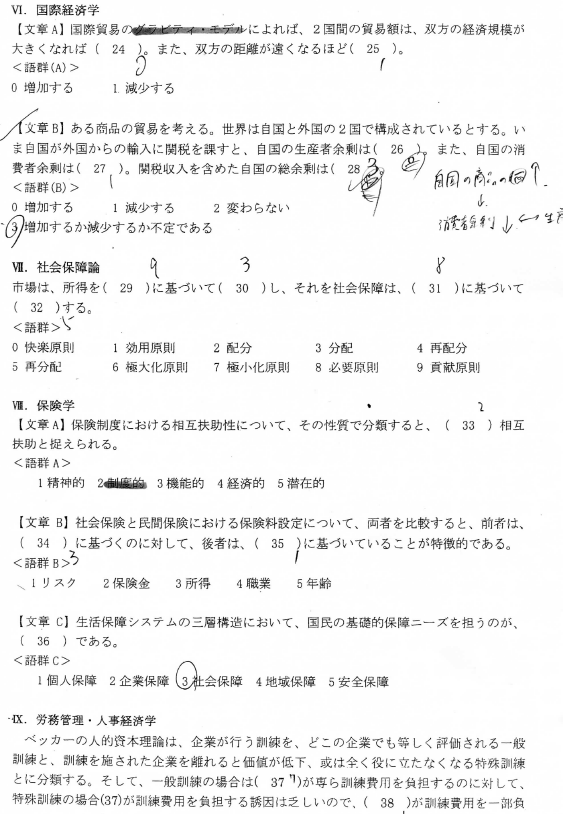 Ⅵ. 国際経済学
【文章 A】国際貿易のグラビティ・モデルによれば、2国間の貿易額は、双方の経済規模が
大きくなれば（ 24 ）。また、双方の距離が遠くなるほど（ 25 ）。
＜語群(A)＞ 0 1
0 増加する 1 減少する
【文章 B】ある商品の貿易を考える。世界は自国と外国の2国で構成されているとする。い
ま自国が外国からの輸入に関税を課すと、自国の生産者余剰は（ 26 ）。また、自国の消
費者余剰は（ 27 ）。関税収入を含めた自国の総余剰は（ 28 3
＜語群(B)＞ 1 自国の商品の個↑
0 増加する 1 減少する 2 変わらない ↓
3 増加するか減少するか不定である 消費者余剰↓ ← 生産
Ⅶ. 社会保障論 9 3 8
市場は、所得を（ 29 ）に基づいて（ 30 ）し、それを社会保障は、（ 31 ）に基づいて
（ 32 ）する。
＜語群＞ 5
0 快楽原則 1 効用原則 2 配分 3 分配 4 再配分
5 再分配 6 極大化原則 7 極小化原則 8 必要原則 9 貢献原則
Ⅷ. 保険学 2
【文章 A】保険制度における相互扶助性について、その性質で分類すると、（ 33 ）相互
扶助と捉えられる。
＜語群 A＞
1 精神的 2 制度的 3 機能的 4 経済的 5 潜在的
【文章 B】社会保険と民間保険における保険料設定について、両者を比較すると、前者は、
（ 34 ）に基づくのに対して、後者は、（ 35 ）に基づいていることが特徴的である。
＜語群 B＞ 3 1
1 リスク 2 保険金 3 所得 4 職業 5 年齢
【文章 C】生活保障システムの三層構造において、国民の基礎的保障ニーズを担うのが、
（ 36 ）である。
＜語群 C＞
1 個人保障 2 企業保障 3 社会保障 4 地域保障 5 安全保障
Ⅸ. 労務管理・人事経済学
ベッカーの人的資本理論は、企業が行う訓練を、どこの企業でも等しく評価される一般
訓練と、訓練を施された企業を離れると価値が低下、或は全く役に立たなくなる特殊訓練
とに分類する。そして、一般訓練の場合は（ 37 ）が専ら訓練費用を負担するのに対して、
特殊訓練の場合(37)が訓練費用を負担する誘因は乏しいので、（ 38 ）が訓練費用を一部負